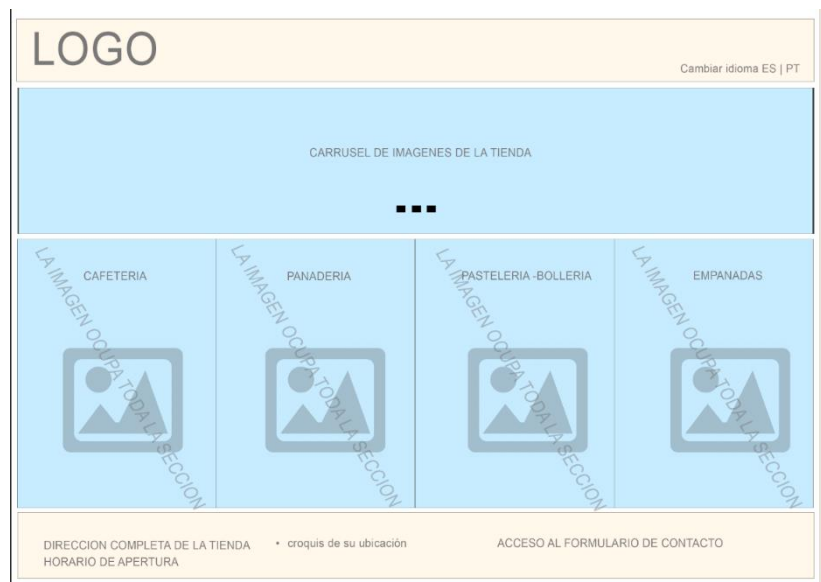 LOGO
Cambiar idioma ES | PT
CARRUSEL DE IMAGENES DE LA TIENDA
CAFETERIA
LA IMAGEN OCUPA TODA LA SECCION
PANADERIA
LA IMAGEN OCUPA TODA LA SECCION
PASTELERIA -BOLLERIA
LA IMAGEN OCUPA TODA LA SECCION
EMPANADAS
LA IMAGEN OCUPA TODA LA SECCION
DIRECCION COMPLETA DE LA TIENDA
HORARIO DE APERTURA
• croquis de su ubicación
ACCESO AL FORMULARIO DE CONTACTO